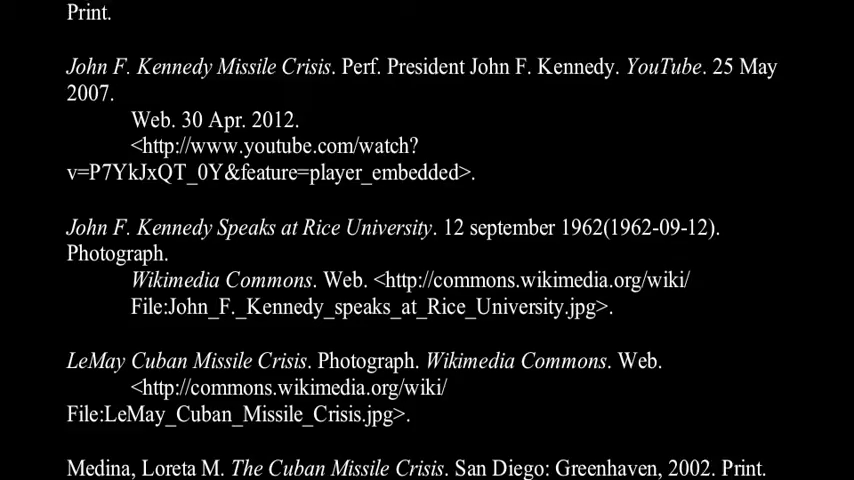 Print.
John F. Kennedy Missile Crisis. Perf. President John F. Kennedy. YouTube. 25 May
2007.
Web. 30 Apr. 2012.
<http://www.youtube.com/watch?
v=P7YkJxQT_0Y&feature=player_embedded>.
John F. Kennedy Speaks at Rice University. 12 september 1962(1962-09-12).
Photograph.
Wikimedia Commons. Web. <http://commons.wikimedia.org/wiki/
File:John_F._Kennedy_speaks_at_Rice_University.jpg>.
LeMay Cuban Missile Crisis. Photograph. Wikimedia Commons. Web.
<http://commons.wikimedia.org/wiki/
File:LeMay_Cuban_Missile_Crisis.jpg>.
Medina, Loreta M. The Cuban Missile Crisis. San Diego: Greenhaven, 2002. Print.